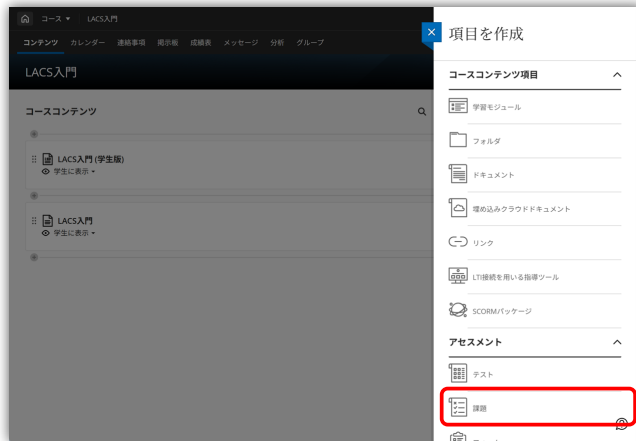 コース LACS入門
コンテンツ カレンダー 連絡事項 掲示板 成績表 メッセージ 分析 グループ
LACS入門
コースコンテンツ
LACS入門 (学生版)
学生に表示
LACS入門
学生に表示
項目を作成
コースコンテンツ項目
学習モジュール
フォルダ
ドキュメント
埋め込みクラウドドキュメント
リンク
LTI接続を用いる指導ツール
SCORMパッケージ
アセスメント
テスト
課題